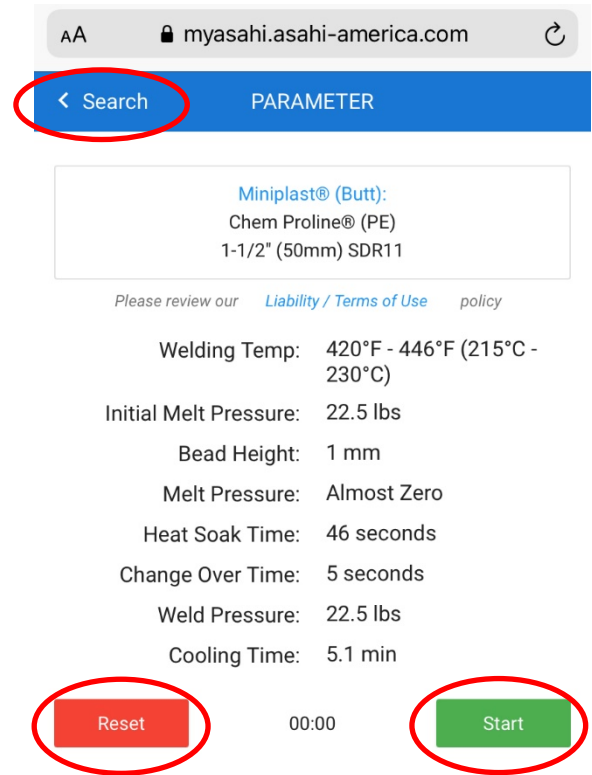 AA myasahi.asahi-america.com
< Search PARAMETER
Miniplast® (Butt):
Chem Proline® (PE)
1-1/2" (50mm) SDR11
Please review our Liability / Terms of Use policy
Welding Temp: 420°F - 446°F (215°C -
230°C)
Initial Melt Pressure: 22.5 lbs
Bead Height: 1 mm
Melt Pressure: Almost Zero
Heat Soak Time: 46 seconds
Change Over Time: 5 seconds
Weld Pressure: 22.5 lbs
Cooling Time: 5.1 min
Reset 00:00 Start